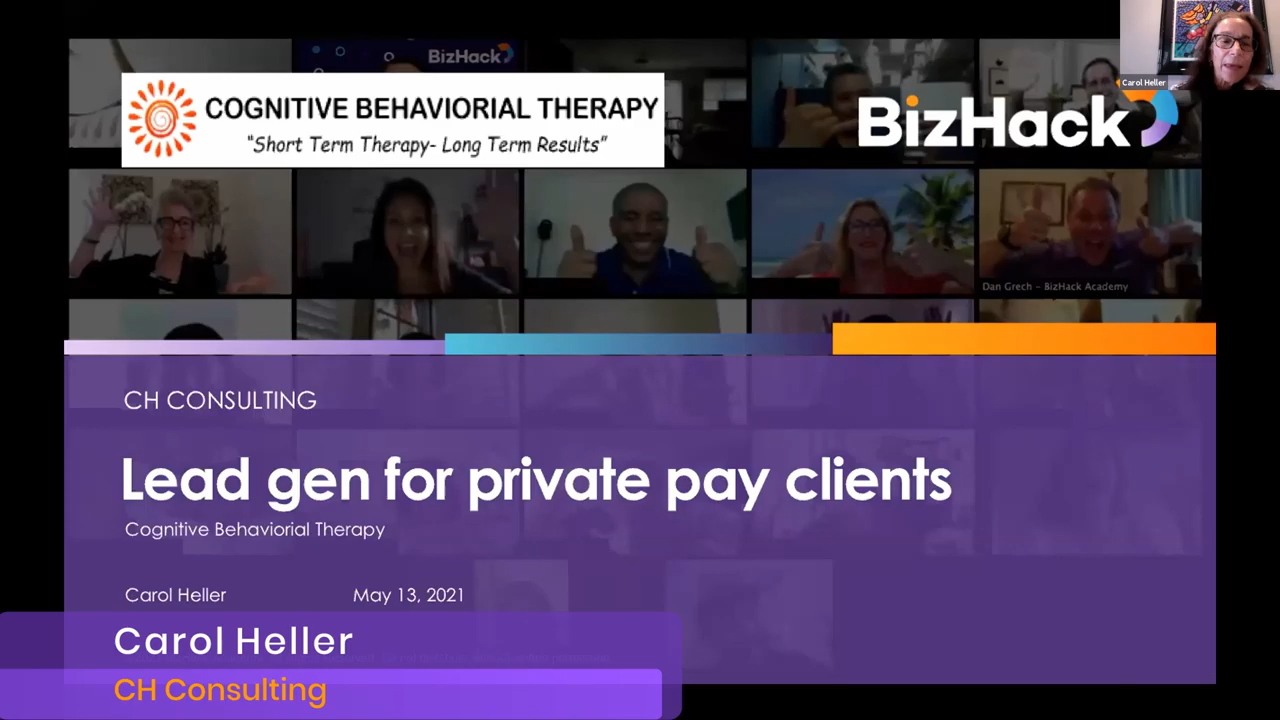 BizHack
Carol Heller
COGNITIVE BEHAVIORIAL THERAPY
"Short Term Therapy- Long Term Results"
BizHack
Dan Grech - BizHack Academy
CH CONSULTING
Lead gen for private pay clients
Cognitive Behaviorial Therapy
Carol Heller May 13, 2021
Carol Heller
CH Consulting